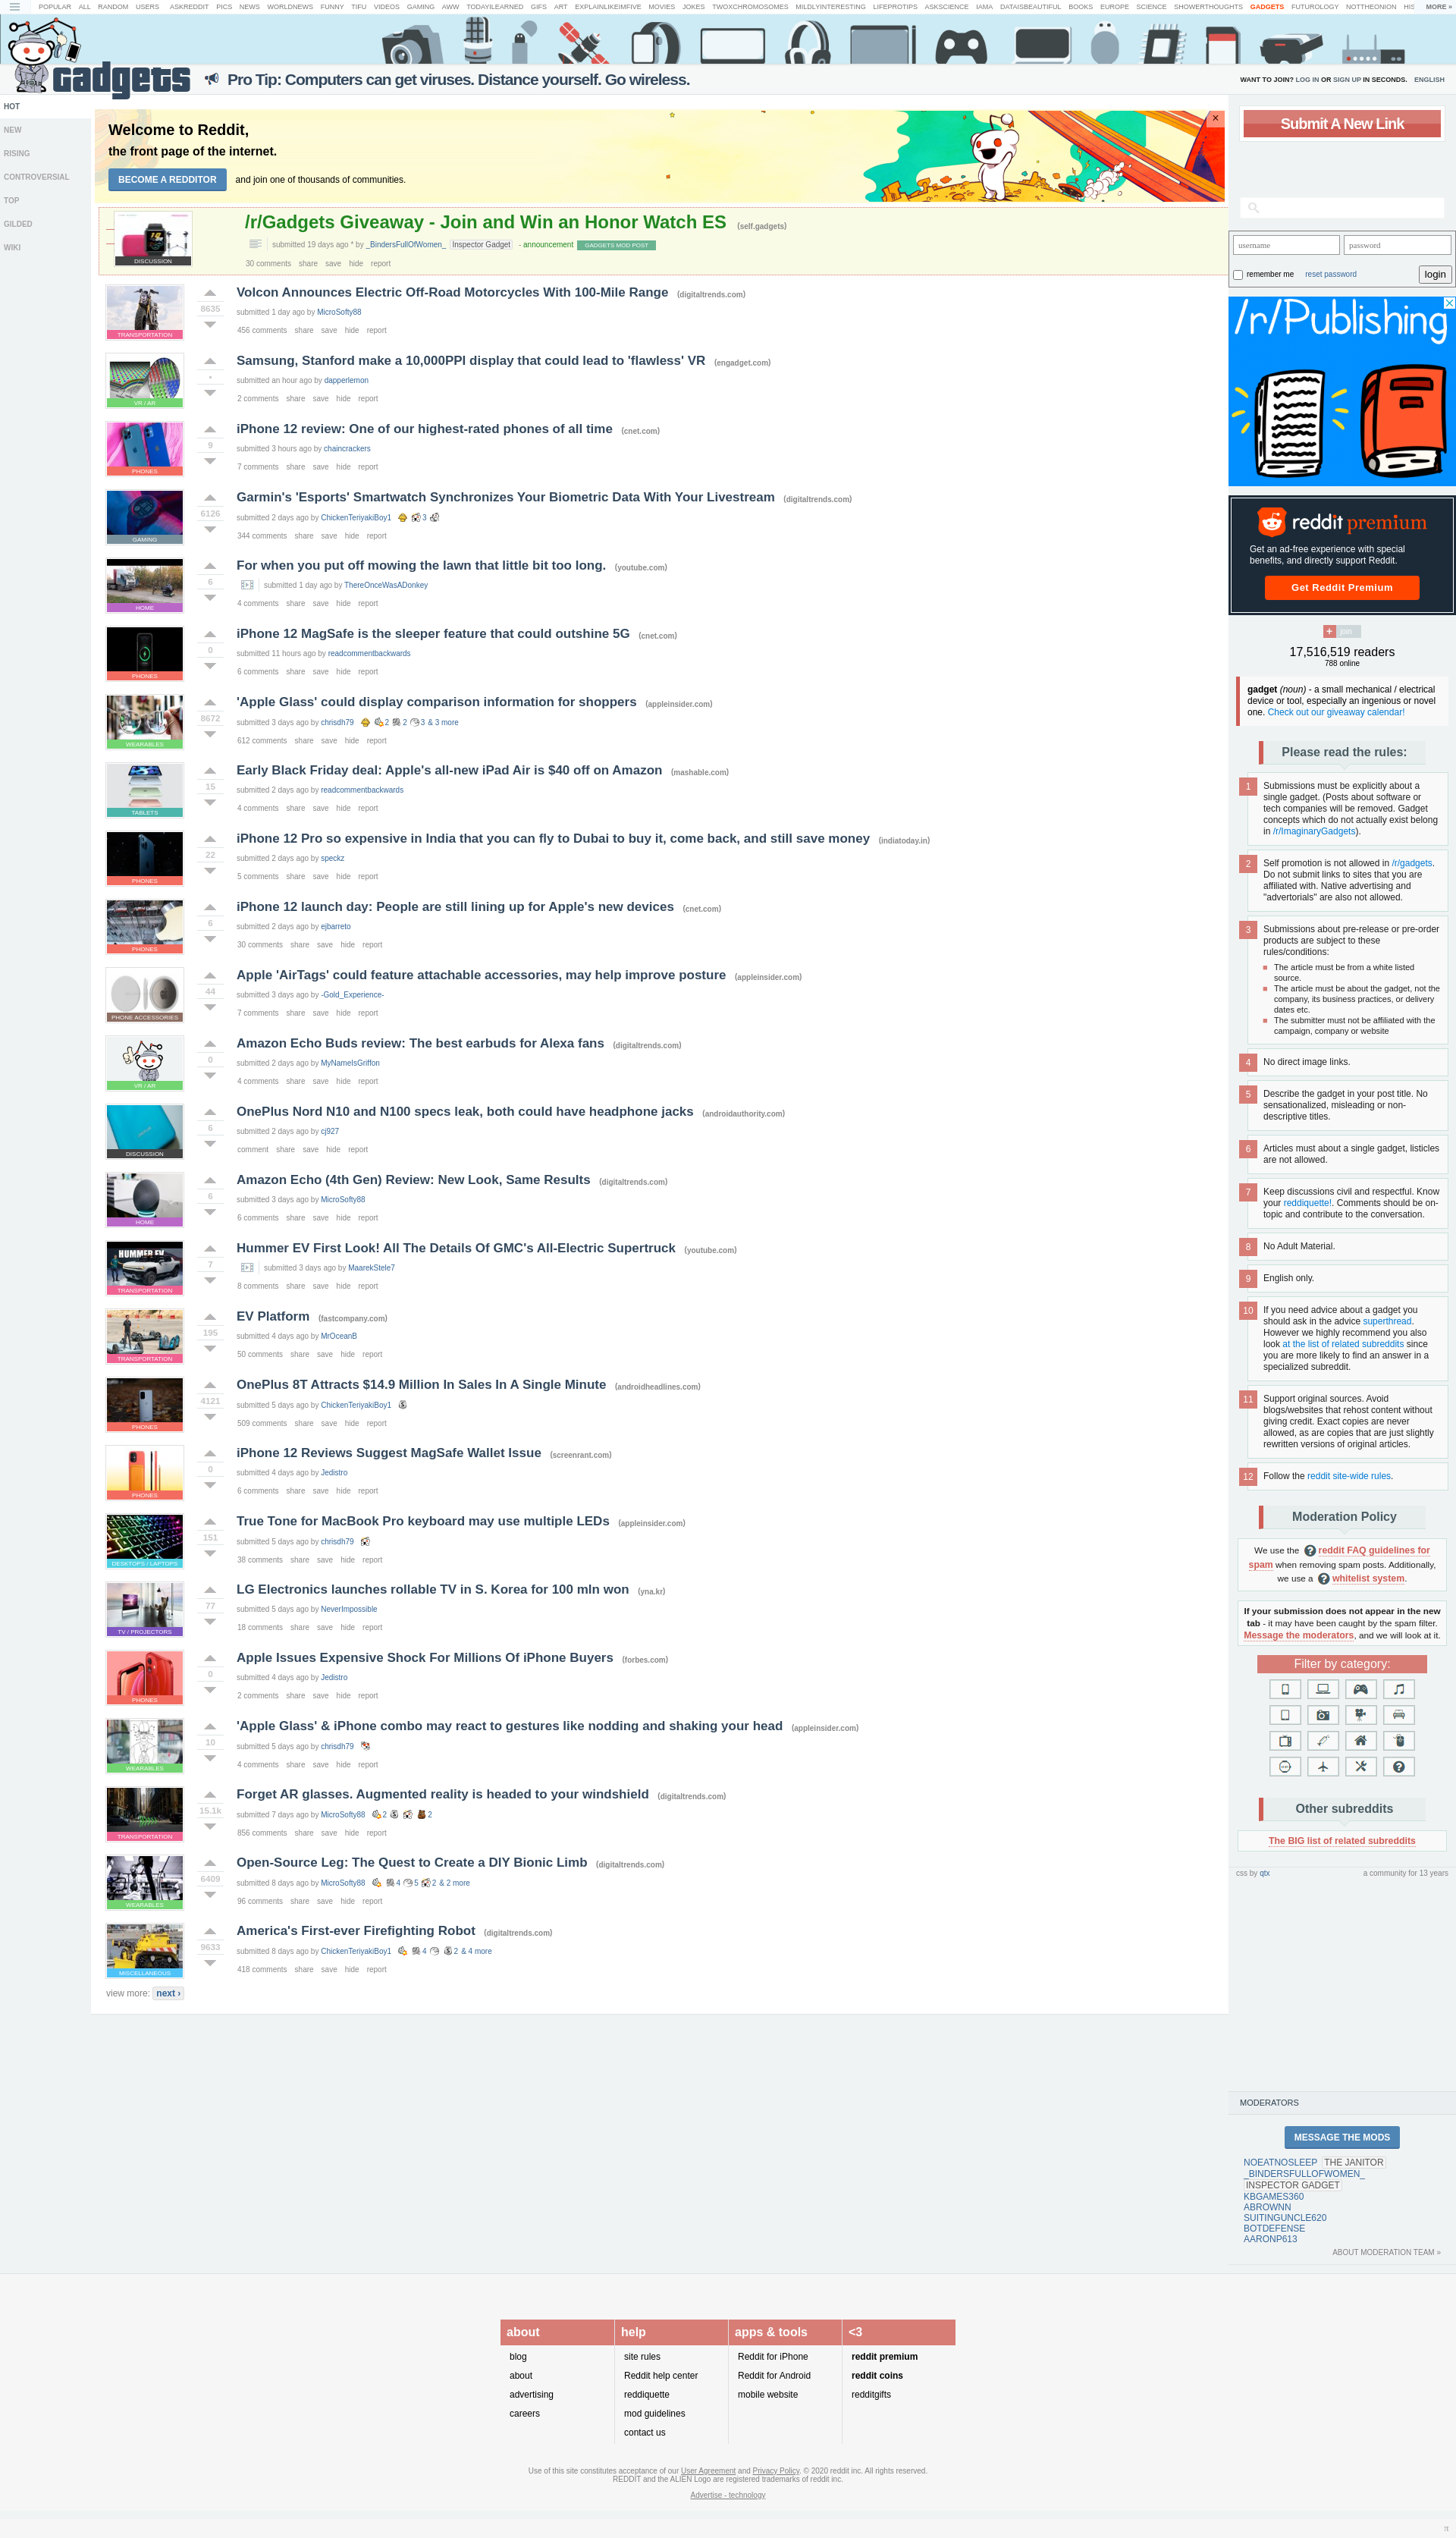 POPULAR ALL RANDOM USERS ASKREDDIT PICS NEWS WORLDNEWS FUNNY TIFU VIDEOS GAMING AWW TODAYILEARNED GIFS ART EXPLAINLIKEIMFIVE MOVIES JOKES TWOXCHROMOSOMES MILDLYINTERESTING LIFEPROTIPS ASKSCIENCE IAMA DATAISBEAUTIFUL BOOKS EUROPE SCIENCE SHOWERTHOUGHTS GADGETS FUTUROLOGY NOTTHEONION HIS MORE »
gadgets
Pro Tip: Computers can get viruses. Distance yourself. Go wireless.
WANT TO JOIN? LOG IN OR SIGN UP IN SECONDS. ENGLISH
HOT
NEW
RISING
CONTROVERSIAL
TOP
GILDED
WIKI
Welcome to Reddit,
the front page of the internet.
BECOME A REDDITOR and join one of thousands of communities.
×
DISCUSSION
/r/Gadgets Giveaway - Join and Win an Honor Watch ES (self.gadgets)
submitted 19 days ago * by _BindersFullOfWomen_ Inspector Gadget - announcement GADGETS MOD POST
30 comments share save hide report
TRANSPORTATION
8635
Volcon Announces Electric Off-Road Motorcycles With 100-Mile Range (digitaltrends.com)
submitted 1 day ago by MicroSofty88
456 comments share save hide report
VR / AR
•
Samsung, Stanford make a 10,000PPI display that could lead to 'flawless' VR (engadget.com)
submitted an hour ago by dapperlemon
2 comments share save hide report
PHONES
9
iPhone 12 review: One of our highest-rated phones of all time (cnet.com)
submitted 3 hours ago by chaincrackers
7 comments share save hide report
GAMING
6126
Garmin's 'Esports' Smartwatch Synchronizes Your Biometric Data With Your Livestream (digitaltrends.com)
submitted 2 days ago by ChickenTeriyakiBoy1 3
344 comments share save hide report
HOME
6
For when you put off mowing the lawn that little bit too long. (youtube.com)
submitted 1 day ago by ThereOnceWasADonkey
4 comments share save hide report
PHONES
0
iPhone 12 MagSafe is the sleeper feature that could outshine 5G (cnet.com)
submitted 11 hours ago by readcommentbackwards
6 comments share save hide report
WEARABLES
8672
'Apple Glass' could display comparison information for shoppers (appleinsider.com)
submitted 3 days ago by chrisdh79 2 2 3 & 3 more
612 comments share save hide report
TABLETS
15
Early Black Friday deal: Apple's all-new iPad Air is $40 off on Amazon (mashable.com)
submitted 2 days ago by readcommentbackwards
4 comments share save hide report
PHONES
22
iPhone 12 Pro so expensive in India that you can fly to Dubai to buy it, come back, and still save money (indiatoday.in)
submitted 2 days ago by speckz
5 comments share save hide report
PHONES
6
iPhone 12 launch day: People are still lining up for Apple's new devices (cnet.com)
submitted 2 days ago by ejbarreto
30 comments share save hide report
PHONE ACCESSORIES
44
Apple 'AirTags' could feature attachable accessories, may help improve posture (appleinsider.com)
submitted 3 days ago by -Gold_Experience-
7 comments share save hide report
VR / AR
0
Amazon Echo Buds review: The best earbuds for Alexa fans (digitaltrends.com)
submitted 2 days ago by MyNameIsGriffon
4 comments share save hide report
DISCUSSION
6
OnePlus Nord N10 and N100 specs leak, both could have headphone jacks (androidauthority.com)
submitted 2 days ago by cj927
comment share save hide report
HOME
6
Amazon Echo (4th Gen) Review: New Look, Same Results (digitaltrends.com)
submitted 3 days ago by MicroSofty88
6 comments share save hide report
HUMMER EV
TRANSPORTATION
7
Hummer EV First Look! All The Details Of GMC's All-Electric Supertruck (youtube.com)
submitted 3 days ago by MaarekStele7
8 comments share save hide report
TRANSPORTATION
195
EV Platform (fastcompany.com)
submitted 4 days ago by MrOceanB
50 comments share save hide report
PHONES
4121
OnePlus 8T Attracts $14.9 Million In Sales In A Single Minute (androidheadlines.com)
submitted 5 days ago by ChickenTeriyakiBoy1
509 comments share save hide report
PHONES
0
iPhone 12 Reviews Suggest MagSafe Wallet Issue (screenrant.com)
submitted 4 days ago by Jedistro
6 comments share save hide report
DESKTOPS / LAPTOPS
151
True Tone for MacBook Pro keyboard may use multiple LEDs (appleinsider.com)
submitted 5 days ago by chrisdh79
38 comments share save hide report
TV / PROJECTORS
77
LG Electronics launches rollable TV in S. Korea for 100 mln won (yna.kr)
submitted 5 days ago by NeverImpossible
18 comments share save hide report
PHONES
0
Apple Issues Expensive Shock For Millions Of iPhone Buyers (forbes.com)
submitted 4 days ago by Jedistro
2 comments share save hide report
WEARABLES
10
'Apple Glass' & iPhone combo may react to gestures like nodding and shaking your head (appleinsider.com)
submitted 5 days ago by chrisdh79
4 comments share save hide report
TRANSPORTATION
15.1k
Forget AR glasses. Augmented reality is headed to your windshield (digitaltrends.com)
submitted 7 days ago by MicroSofty88 2 2
856 comments share save hide report
WEARABLES
6409
Open-Source Leg: The Quest to Create a DIY Bionic Limb (digitaltrends.com)
submitted 8 days ago by MicroSofty88 4 5 2 & 2 more
96 comments share save hide report
MISCELLANEOUS
9633
America's First-ever Firefighting Robot (digitaltrends.com)
submitted 8 days ago by ChickenTeriyakiBoy1 4 2 & 4 more
418 comments share save hide report
view more: next ›
Submit A New Link
username password
remember me reset password login
/r/Publishing
reddit premium
Get an ad-free experience with special
benefits, and directly support Reddit.
Get Reddit Premium
+ join
17,516,519 readers
788 online
gadget (noun) - a small mechanical / electrical
device or tool, especially an ingenious or novel
one. Check out our giveaway calendar!
Please read the rules:
1 Submissions must be explicitly about a
single gadget. (Posts about software or
tech companies will be removed. Gadget
concepts which do not actually exist belong
in /r/ImaginaryGadgets).
2 Self promotion is not allowed in /r/gadgets.
Do not submit links to sites that you are
affiliated with. Native advertising and
"advertorials" are also not allowed.
3 Submissions about pre-release or pre-order
products are subject to these
rules/conditions:
The article must be from a white listed
source.
The article must be about the gadget, not the
company, its business practices, or delivery
dates etc.
The submitter must not be affiliated with the
campaign, company or website
4 No direct image links.
5 Describe the gadget in your post title. No
sensationalized, misleading or non-
descriptive titles.
6 Articles must about a single gadget, listicles
are not allowed.
7 Keep discussions civil and respectful. Know
your reddiquette!. Comments should be on-
topic and contribute to the conversation.
8 No Adult Material.
9 English only.
10 If you need advice about a gadget you
should ask in the advice superthread.
However we highly recommend you also
look at the list of related subreddits since
you are more likely to find an answer in a
specialized subreddit.
11 Support original sources. Avoid
blogs/websites that rehost content without
giving credit. Exact copies are never
allowed, as are copies that are just slightly
rewritten versions of original articles.
12 Follow the reddit site-wide rules.
Moderation Policy
We use the reddit FAQ guidelines for
spam when removing spam posts. Additionally,
we use a whitelist system.
If your submission does not appear in the new
tab - it may have been caught by the spam filter.
Message the moderators, and we will look at it.
Filter by category:
Other subreddits
The BIG list of related subreddits
css by qtx a community for 13 years
MODERATORS
MESSAGE THE MODS
NOEATNOSLEEP THE JANITOR
_BINDERSFULLOFWOMEN_
INSPECTOR GADGET
KBGAMES360
ABROWNN
SUITINGUNCLE620
BOTDEFENSE
AARONP613
ABOUT MODERATION TEAM »
about
blog
about
advertising
careers
help
site rules
Reddit help center
reddiquette
mod guidelines
contact us
apps & tools
Reddit for iPhone
Reddit for Android
mobile website
<3
reddit premium
reddit coins
redditgifts
Use of this site constitutes acceptance of our User Agreement and Privacy Policy. © 2020 reddit inc. All rights reserved.
REDDIT and the ALIEN Logo are registered trademarks of reddit inc.
Advertise - technology
π